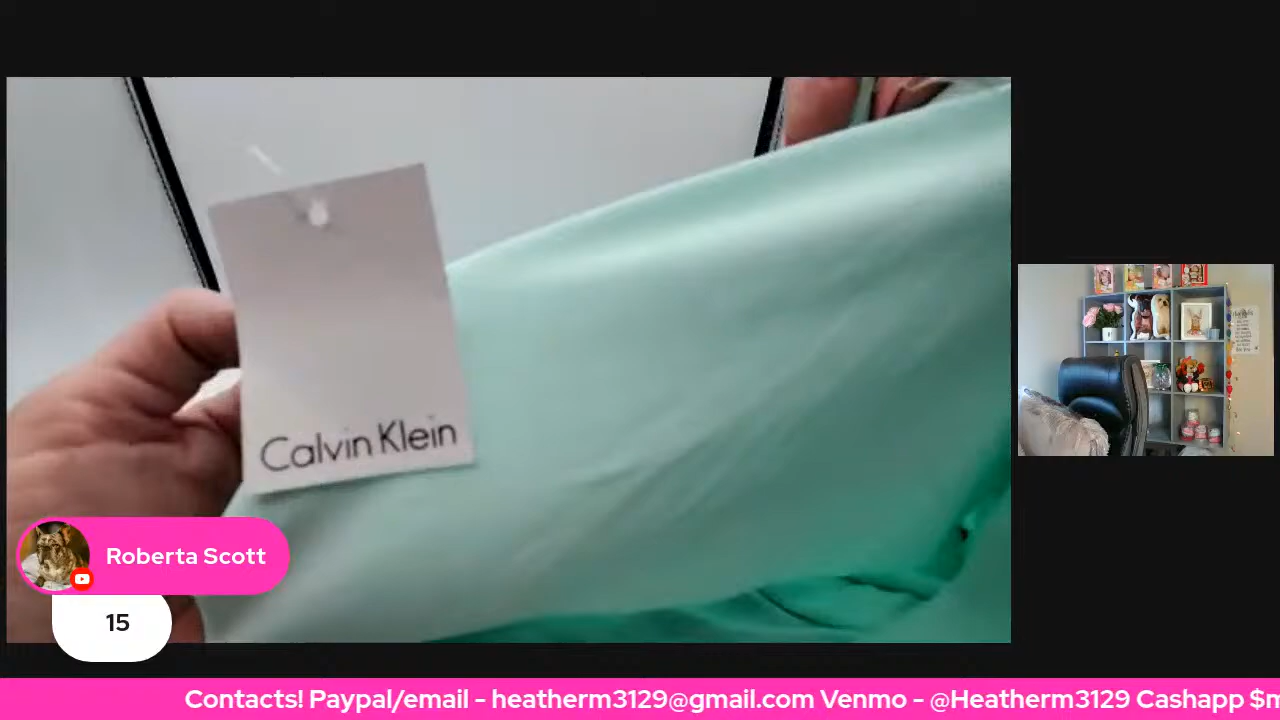 Calvin Klein
Roberta Scott
15
Contacts! Paypal/email - heatherm3129@gmail.com Venmo - @Heatherm3129 Cashapp $